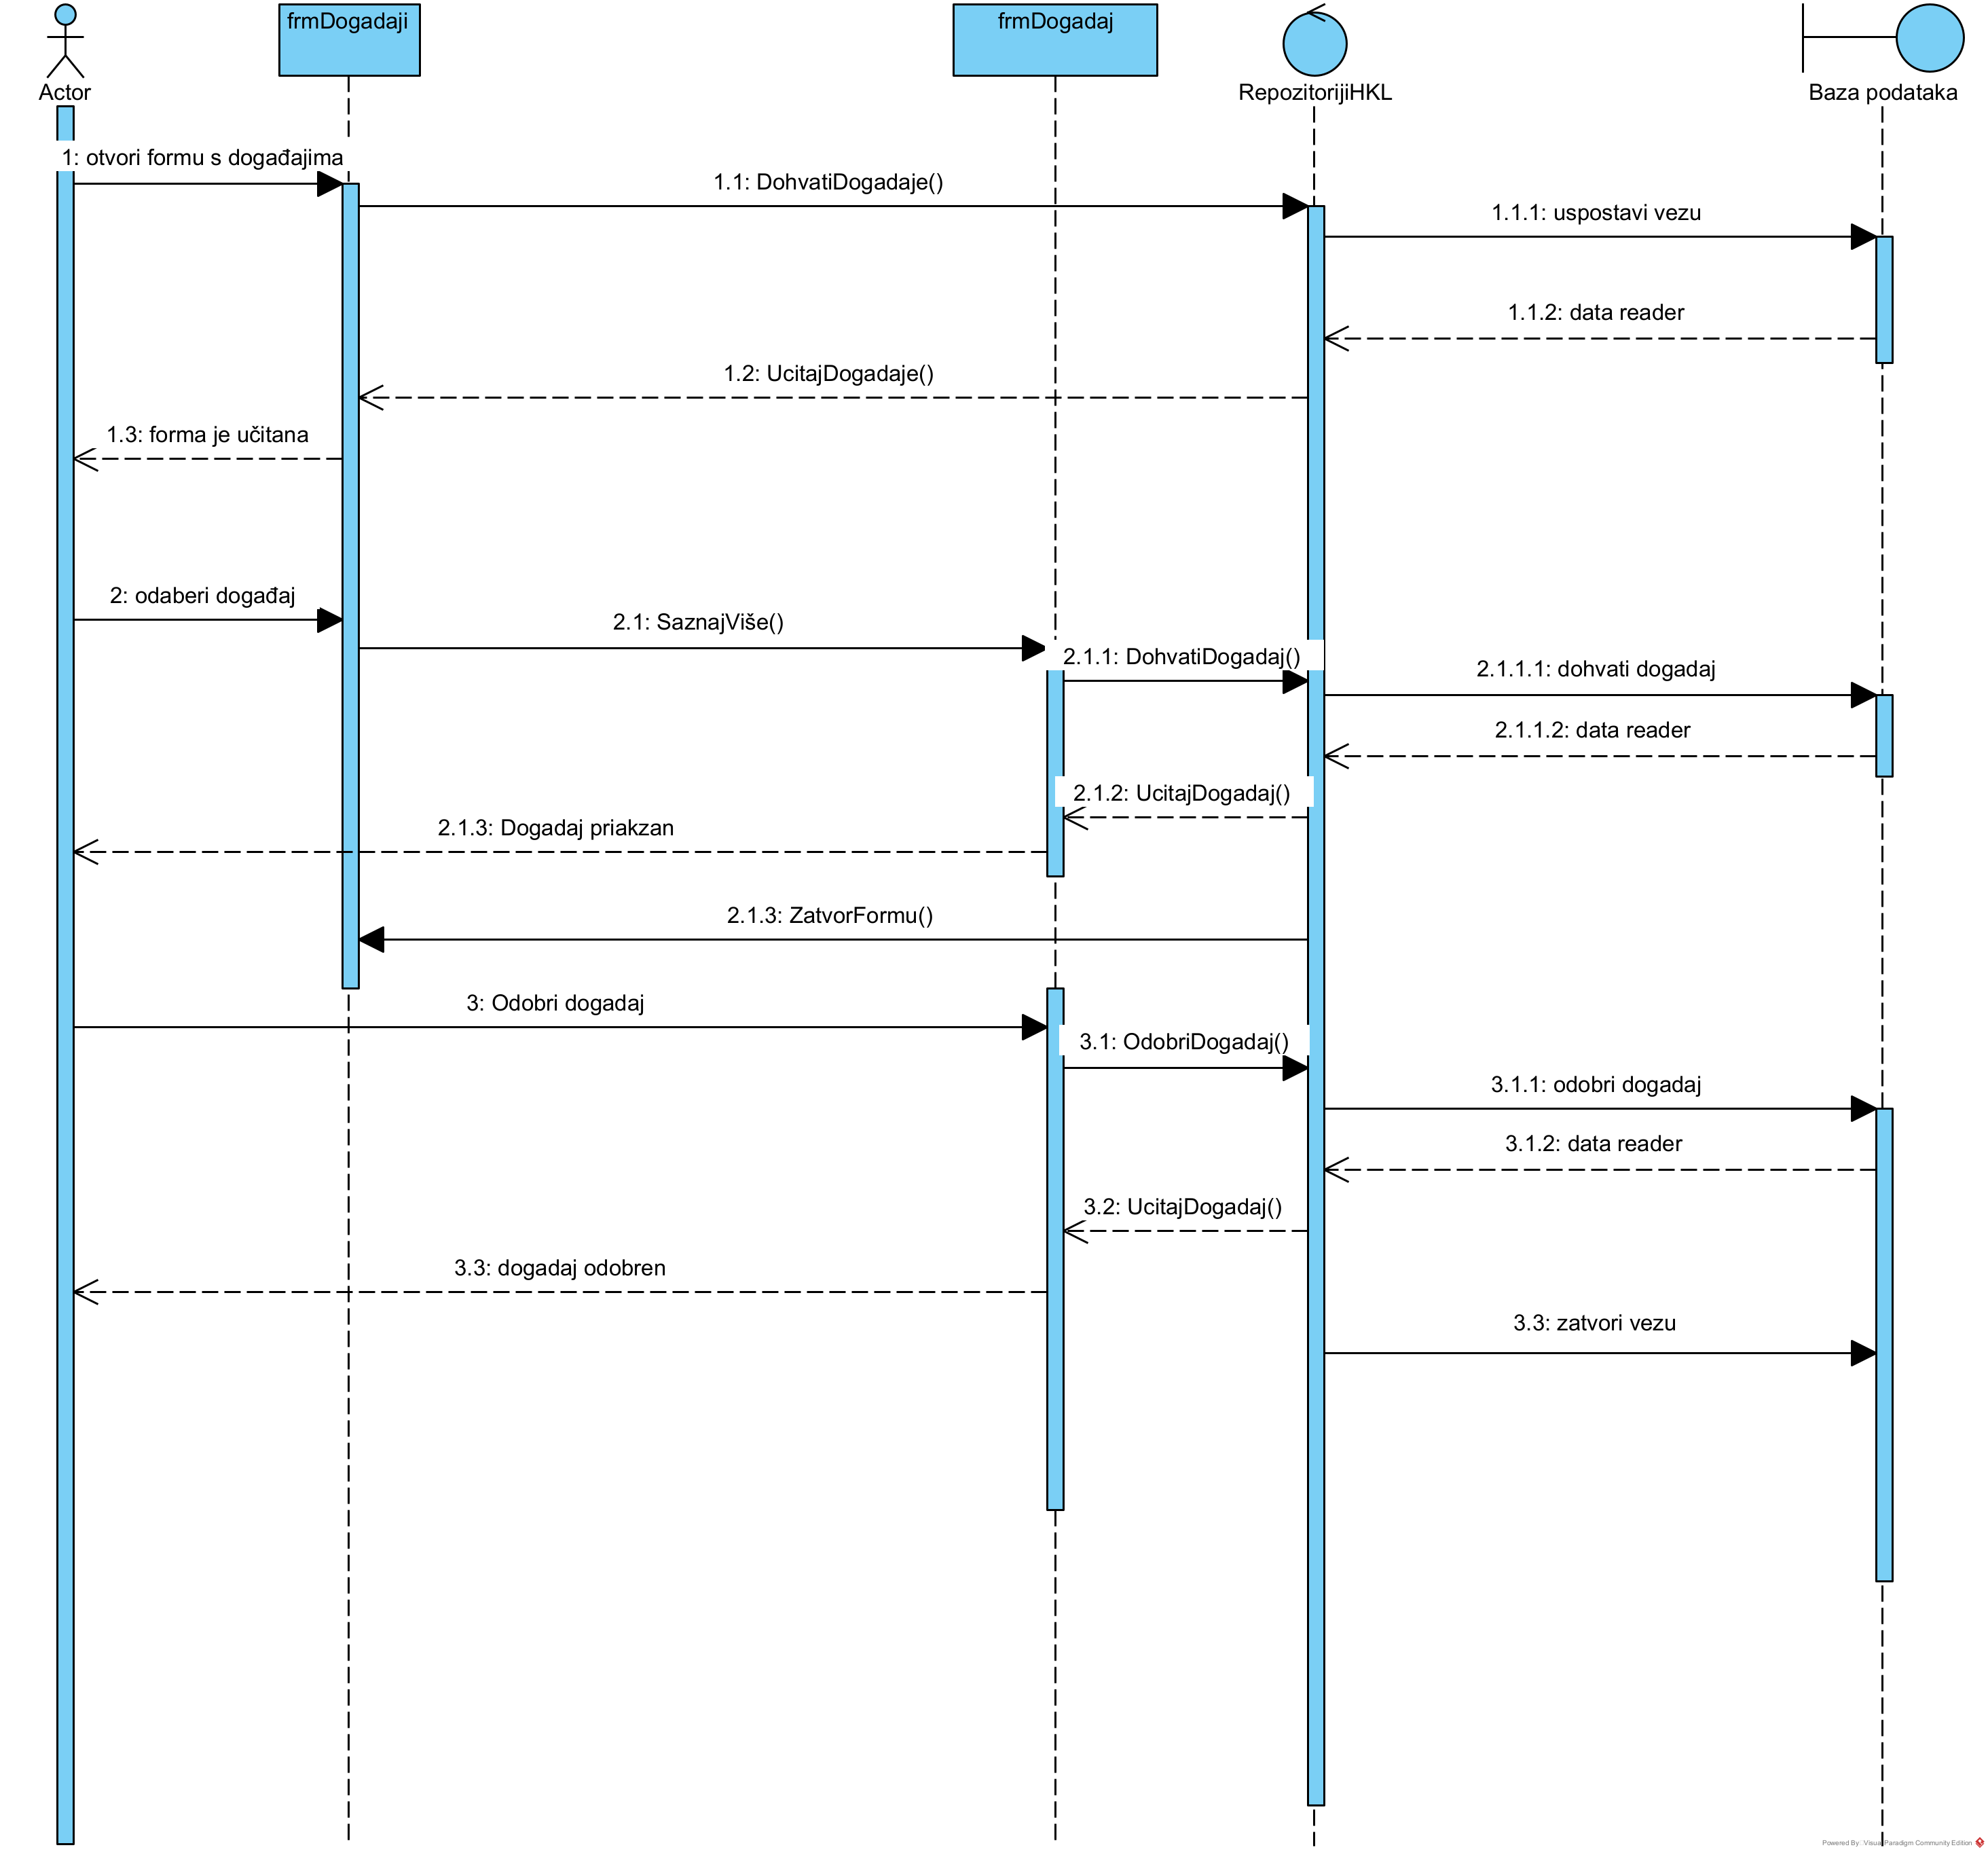 frmDogadaji
frmDogadaj
Actor
RepozitorijiHKL
Baza podataka
1: otvori formu s događajima
1.1: DohvatiDogadaje()
1.1.1: uspostavi vezu
1.1.2: data reader
1.2: UcitajDogadaje()
1.3: forma je učitana
2: odaberi događaj
2.1: SaznajViše()
2.1.1: DohvatiDogadaj()
2.1.1.1: dohvati dogadaj
2.1.1.2: data reader
2.1.2: UcitajDogadaj()
2.1.3: Dogadaj priakzan
2.1.3: ZatvorFormu()
3: Odobri dogadaj
3.1: OdobriDogadaj()
3.1.1: odobri dogadaj
3.1.2: data reader
3.2: UcitajDogadaj()
3.3: dogadaj odobren
3.3: zatvori vezu
Powered By: Visual Paradigm Community Edition